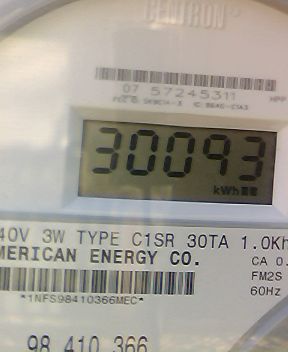 CENTRON®
07 57245311
30093
kWh
40V 3W TYPE C1SR 30TA 1.0Kh
MERICAN ENERGY CO.
CA 0.
FM2S
*1NFS98410366MEC*
60Hz
98 410 366